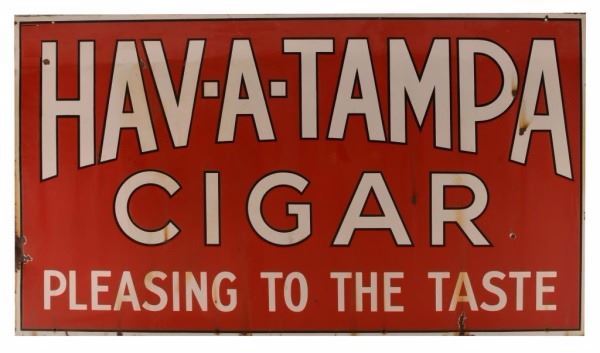 HAV-A-TAMPA
CIGAR
PLEASING TO THE TASTE